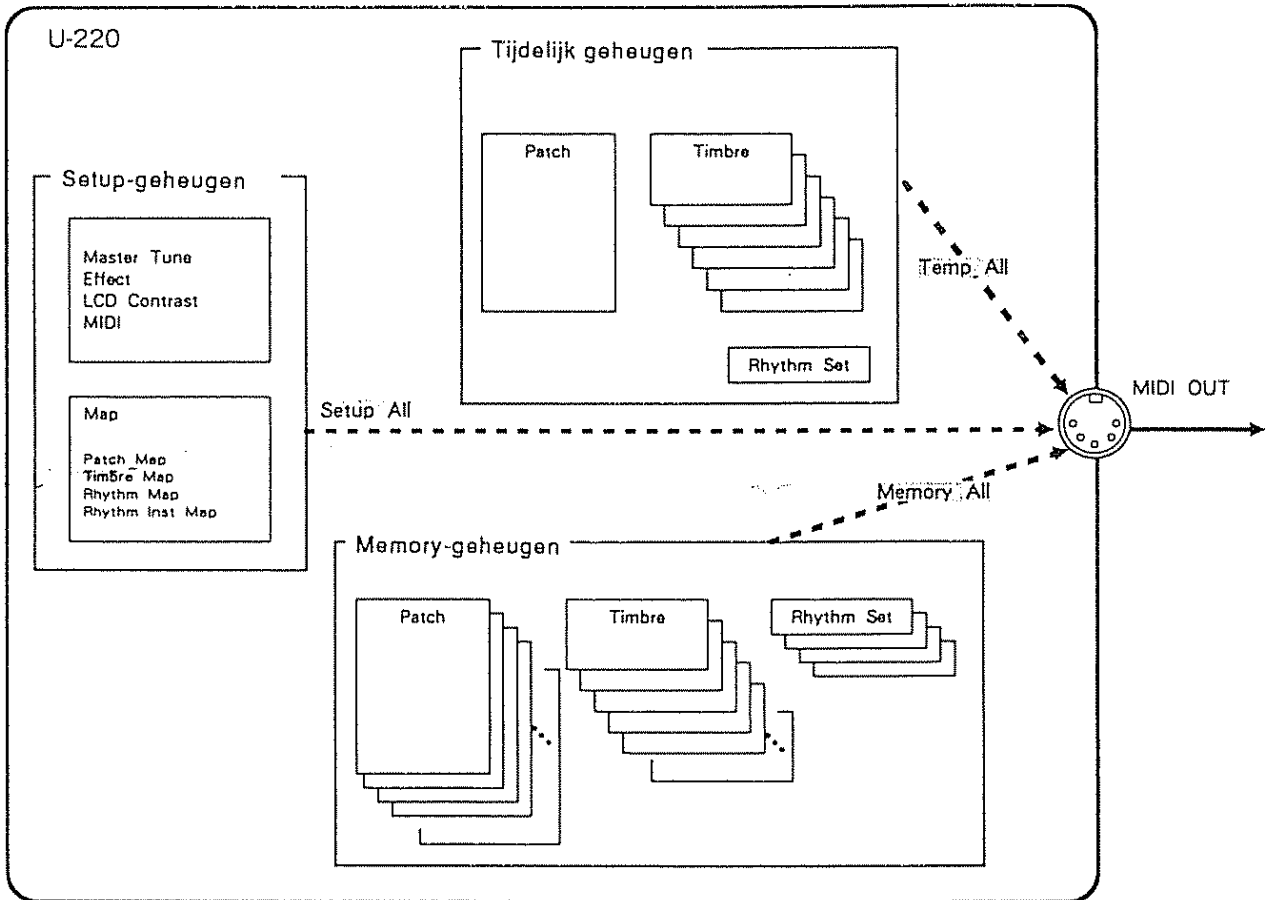 U-220
Tijdelijk geheugen
Patch
Timbre
Rhythm Set
Setup-geheugen
Master Tune
Effect
LCD Contrast
MIDI
Map
Patch Map
Timbre Map
Rhythm Map
Rhythm Inst Map
Temp All
Setup All
MIDI OUT
Memory All
Memory-geheugen
Patch
Timbre
Rhythm Set